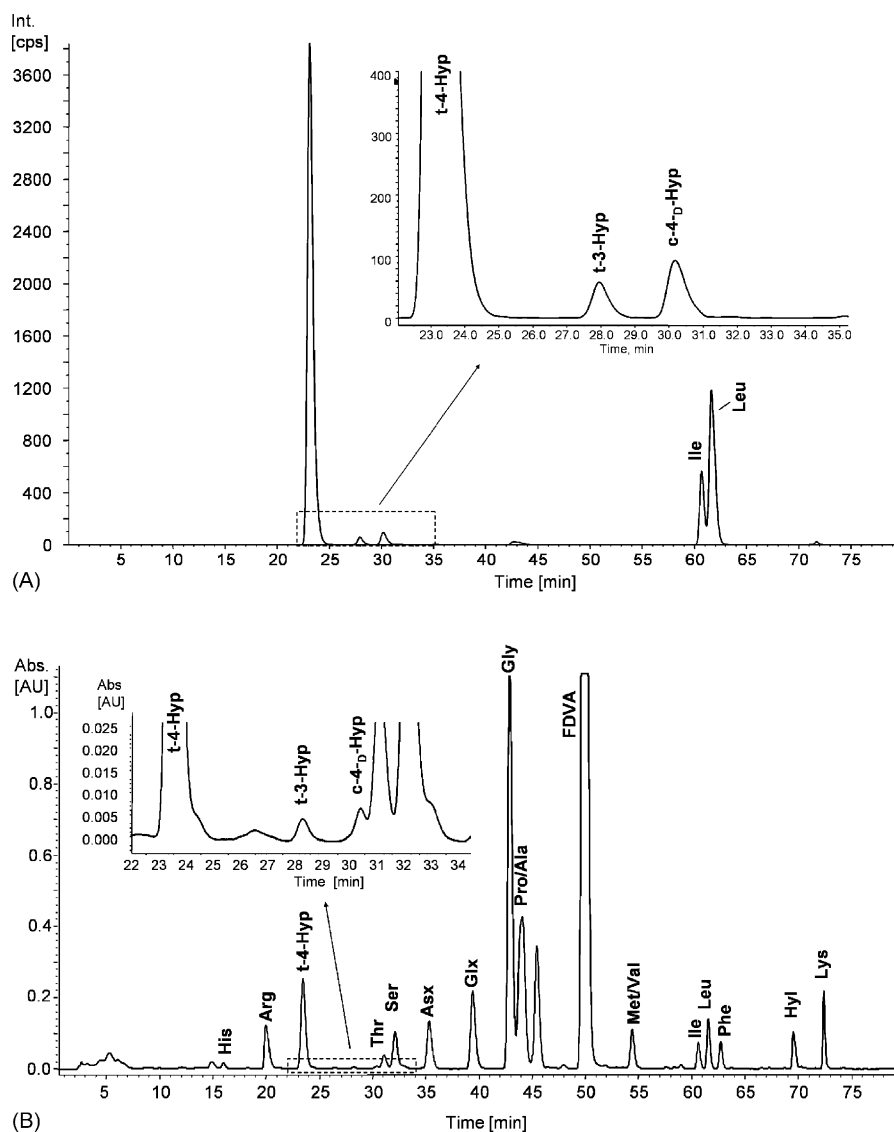 Int.
[cps]
3600
3200
2800
2400
2000
1600
1200
800
400
0
5 10 15 20 25 30 35 40 45 50 55 60 65 70 75
Time [min]
(A)
Ile
Leu
400
300
200
100
0
t-4-Hyp
t-3-Hyp
c-4-D-Hyp
23.0 24.0 25.0 26.0 27.0 28.0 29.0 30.0 31.0 32.0 33.0 34.0 35.0
Time, min
Abs.
[AU]
1.0
0.8
0.6
0.4
0.2
0.0
His
Arg
t-4-Hyp
Thr
Ser
Asx
Glx
Gly
Pro/Ala
FDVA
Met/Val
Ile
Leu
Phe
Hyl
Lys
5 10 15 20 25 30 35 40 45 50 55 60 65 70 75
Time [min]
(B)
Abs
[AU]
0.025
0.020
0.015
0.010
0.005
0.000
t-4-Hyp
t-3-Hyp
c-4-D-Hyp
22 23 24 26 27 28 29 30 31 32 33 34
Time [min]